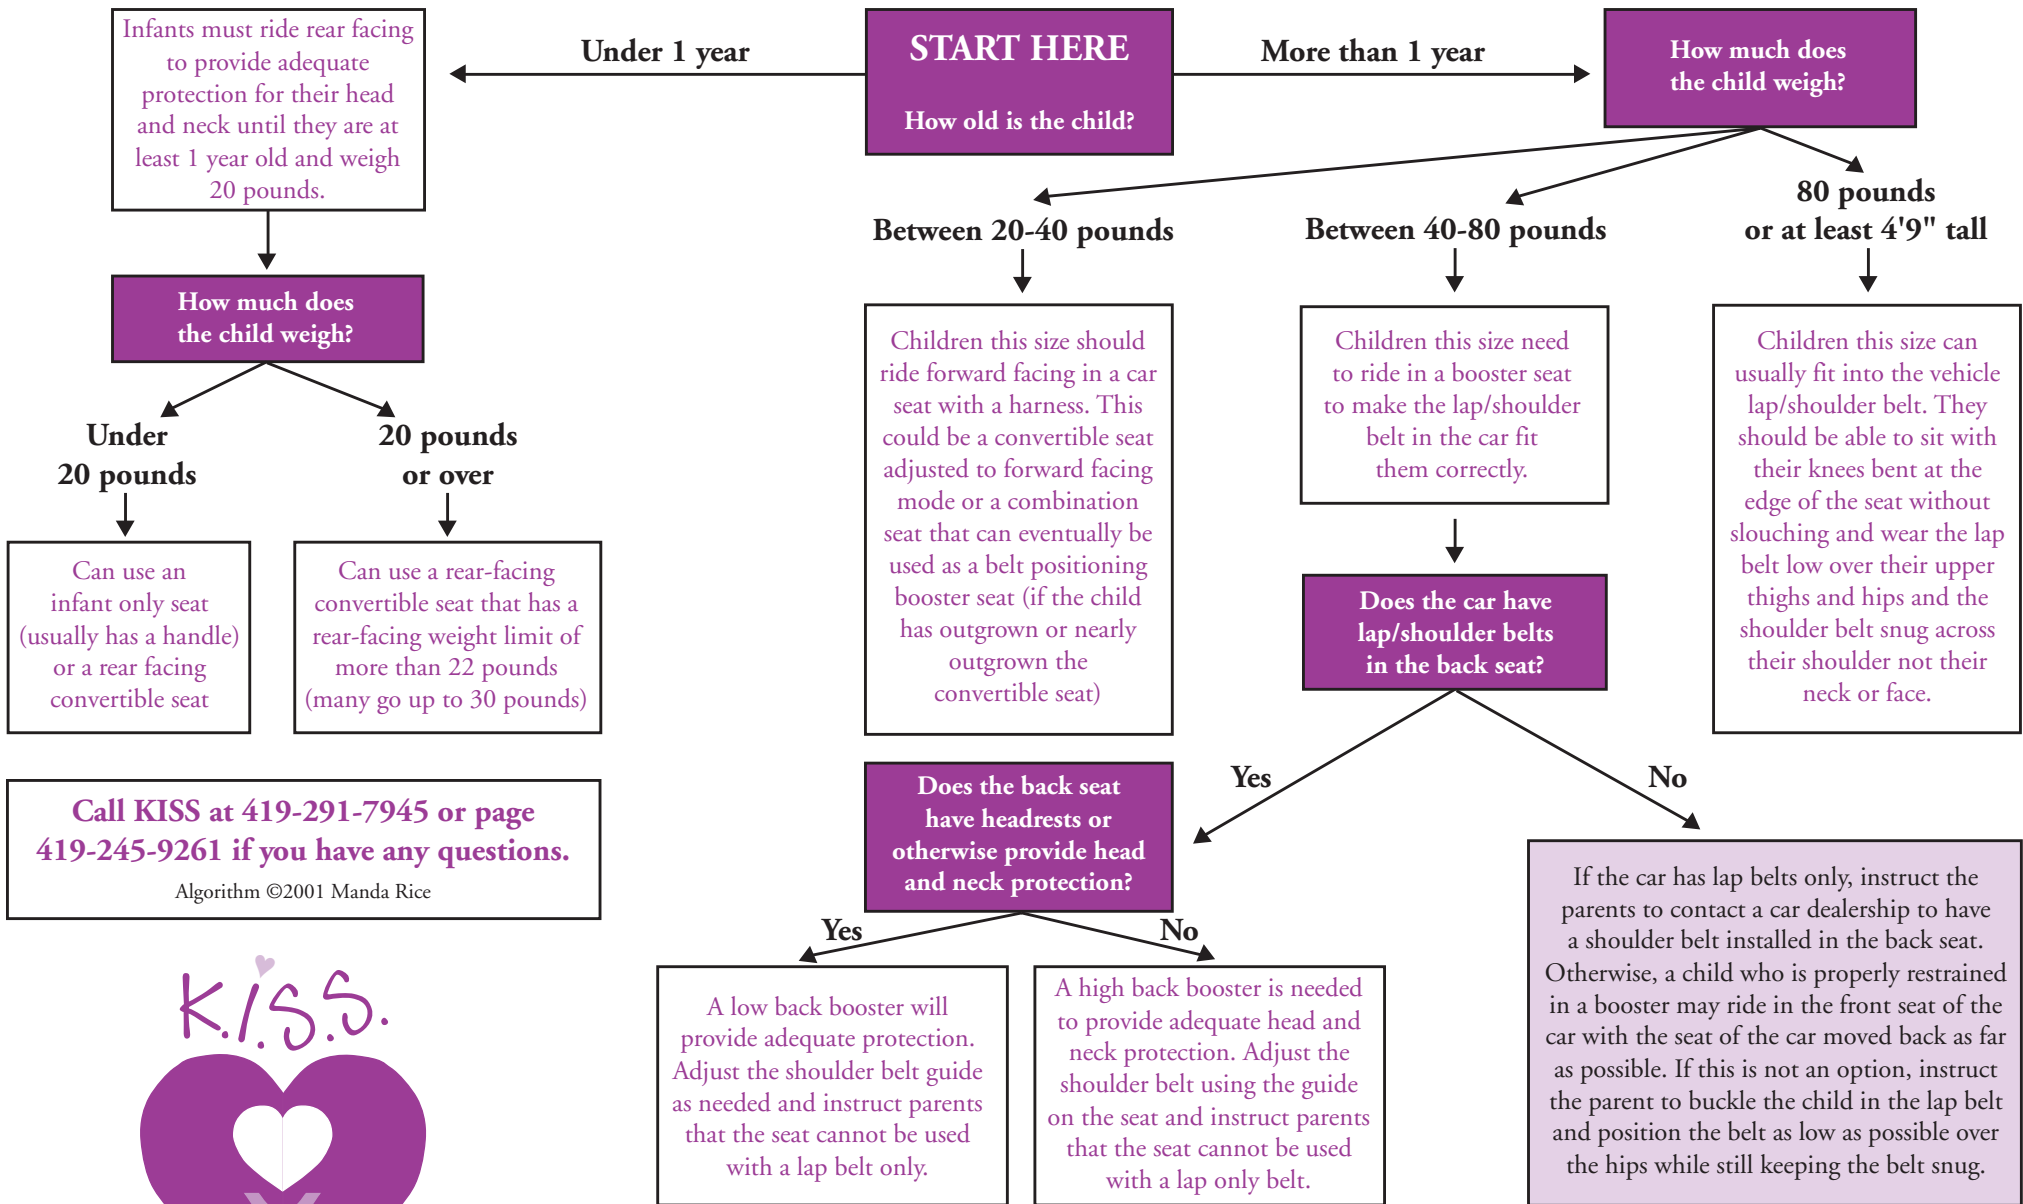 START HERE
How old is the child?
Under 1 year
Infants must ride rear facing
to provide adequate
protection for their head
and neck until they are at
least 1 year old and weigh
20 pounds.
How much does
the child weigh?
Under
20 pounds
Can use an
infant only seat
(usually has a handle)
or a rear facing
convertible seat
20 pounds
or over
Can use a rear-facing
convertible seat that has a
rear-facing weight limit of
more than 22 pounds
(many go up to 30 pounds)
More than 1 year
How much does
the child weigh?
Between 20-40 pounds
Children this size should
ride forward facing in a car
seat with a harness. This
could be a convertible seat
adjusted to forward facing
mode or a combination
seat that can eventually be
used as a belt positioning
booster seat (if the child
has outgrown or nearly
outgrown the
convertible seat)
Between 40-80 pounds
Children this size need
to ride in a booster seat
to make the lap/shoulder
belt in the car fit
them correctly.
Does the car have
lap/shoulder belts
in the back seat?
Yes
Does the back seat
have headrests or
otherwise provide head
and neck protection?
Yes
A low back booster will
provide adequate protection.
Adjust the shoulder belt guide
as needed and instruct parents
that the seat cannot be used
with a lap belt only.
No
A high back booster is needed
to provide adequate head and
neck protection. Adjust the
shoulder belt using the guide
on the seat and instruct parents
that the seat cannot be used
with a lap only belt.
No
If the car has lap belts only, instruct the
parents to contact a car dealership to have
a shoulder belt installed in the back seat.
Otherwise, a child who is properly restrained
in a booster may ride in the front seat of the
car with the seat of the car moved back as far
as possible. If this is not an option, instruct
the parent to buckle the child in the lap belt
and position the belt as low as possible over
the hips while still keeping the belt snug.
80 pounds
or at least 4'9" tall
Children this size can
usually fit into the vehicle
lap/shoulder belt. They
should be able to sit with
their knees bent at the
edge of the seat without
slouching and wear the lap
belt low over their upper
thighs and hips and the
shoulder belt snug across
their shoulder not their
neck or face.
Call KISS at 419-291-7945 or page
419-245-9261 if you have any questions.
Algorithm ©2001 Manda Rice
K.i.S.S.